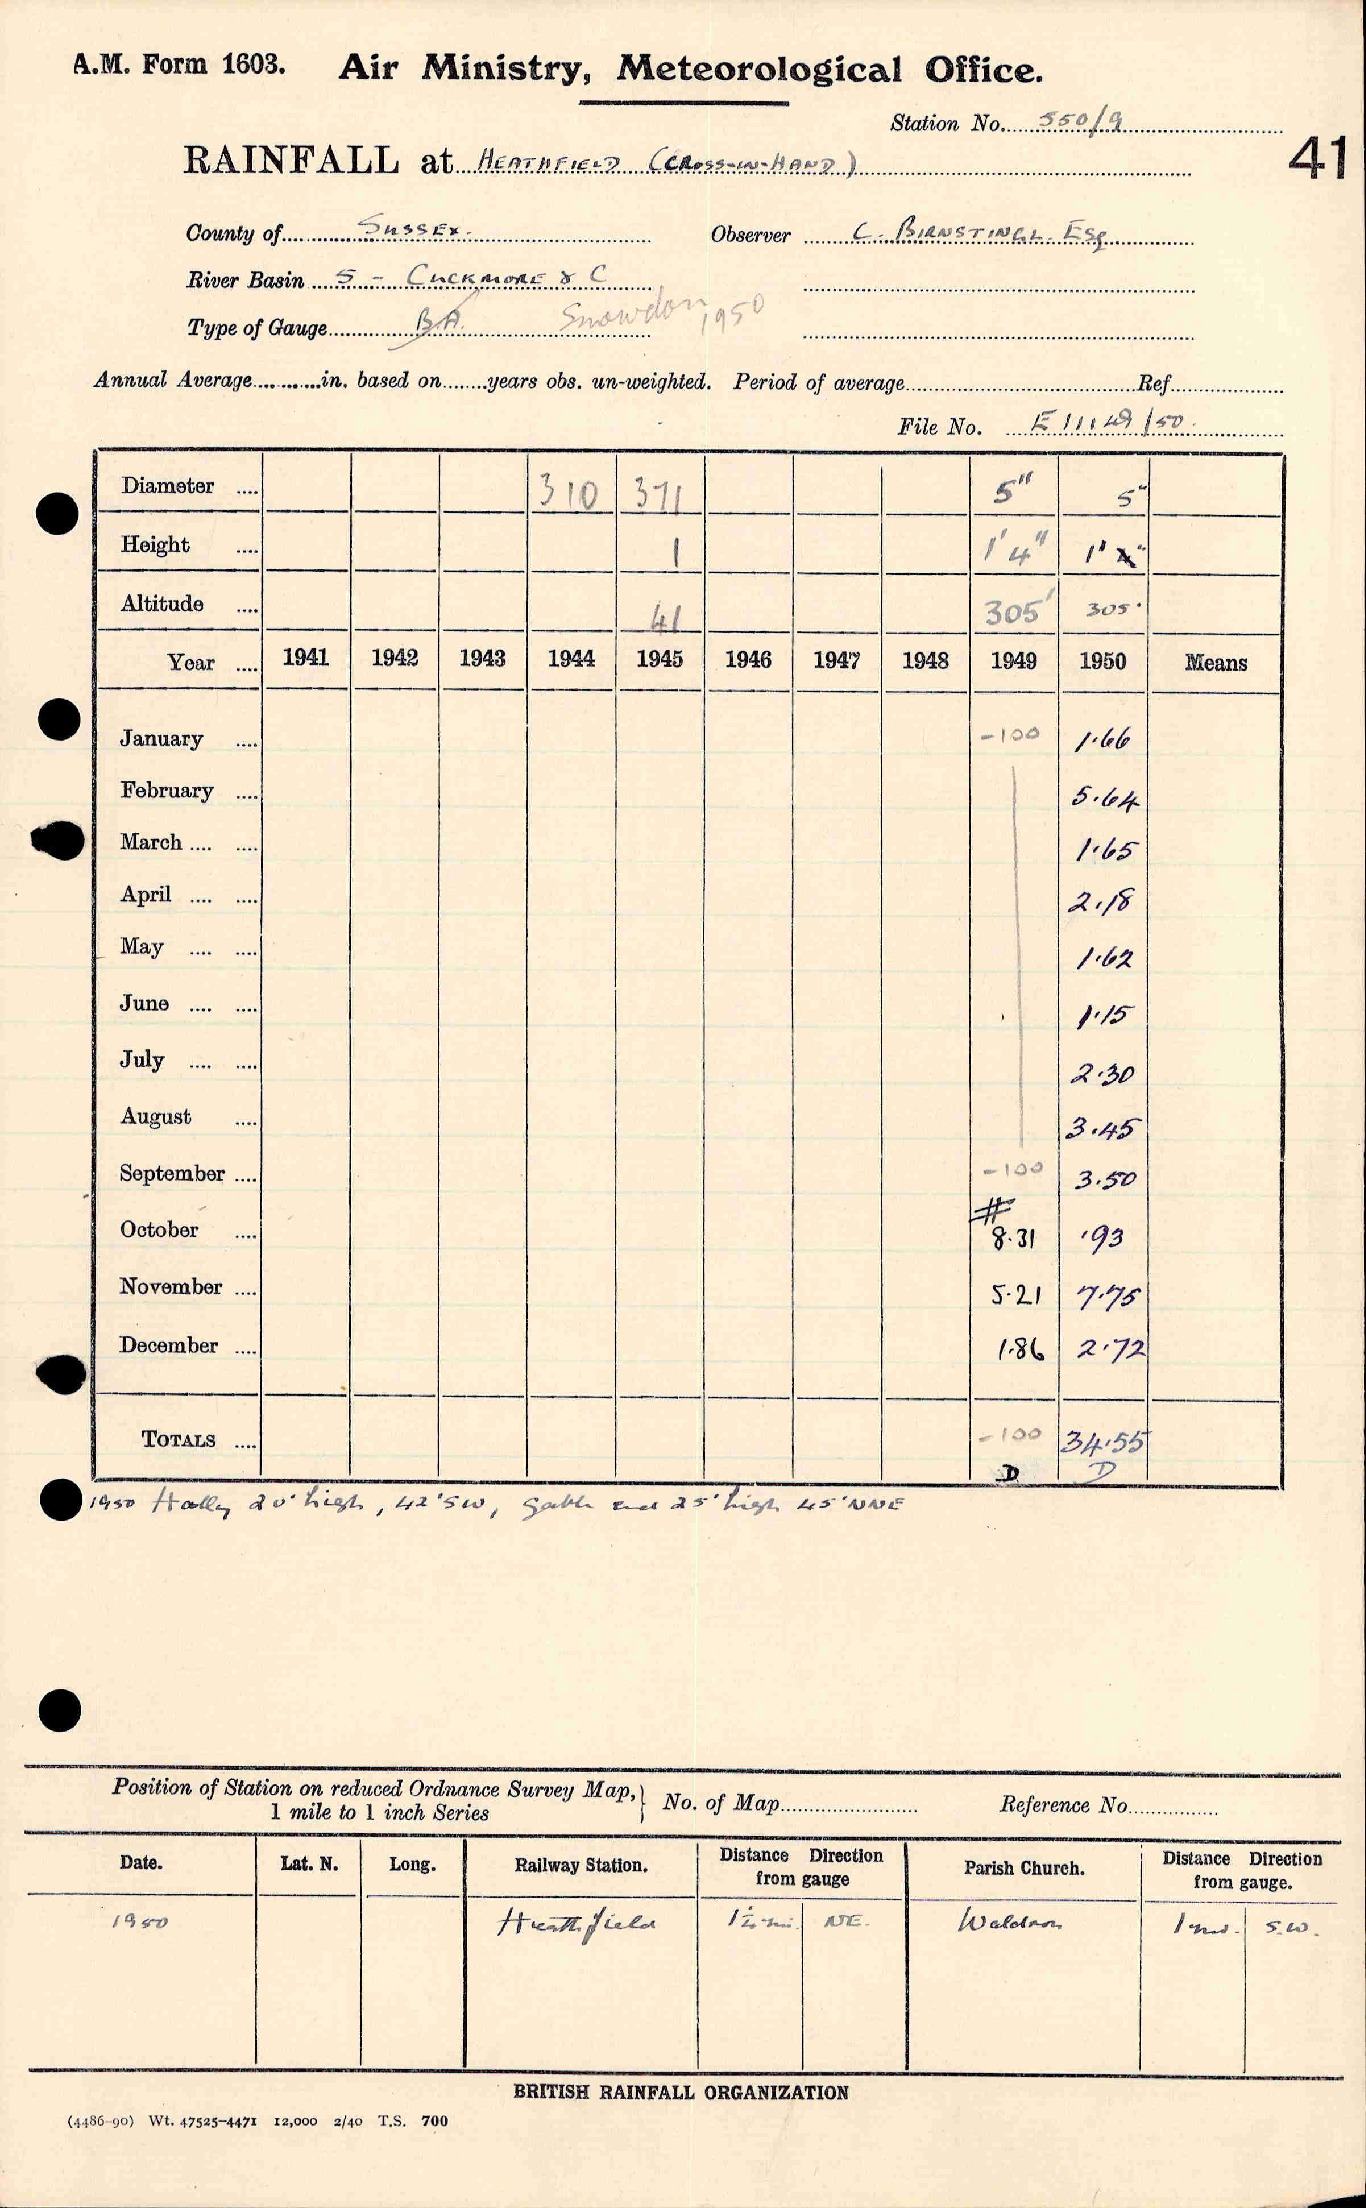 A.M. Form 1603. Air Ministry, Meteorological Office.
Station No. 550/9
RAINFALL at HEATHFIELD (CROSS-IN-HAND)
41
County of SUSSEX. Observer C. BIRNSTINGL. ESq
River Basin 5 - CUCKMORE & C
Type of Gauge B.A. Snowdon 1950
Annual Average in. based on years obs. un-weighted. Period of average Ref.
File No. E 11149/50.
Diameter 310 371 5" 5"
Height 1 1'4" 1'4"
Altitude 41 305' 305'
Year 1941 1942 1943 1944 1945 1946 1947 1948 1949 1950 Means
January -100 1.66
February 5.64
March 1.65
April 2.18
May 1.62
June 1.15
July 2.30
August 3.45
September -100 3.50
October # 8.31 .93
November 5.21 7.75
December 1.86 2.72
TOTALS -100 34.55
D D
1950 Holly 20' high, 42' SW, gable end 25' high 45' NNE
Position of Station on reduced Ordnance Survey Map,
1 mile to 1 inch Series
No. of Map Reference No.
Date. Lat. N. Long. Railway Station. Distance Direction from gauge Parish Church. Distance Direction from gauge.
1950 Heathfield 1½ mi. NE. Waldron 1 mi. S.W.
BRITISH RAINFALL ORGANIZATION
(4486-90) Wt. 47525-4471 12,000 2/40 T.S. 700